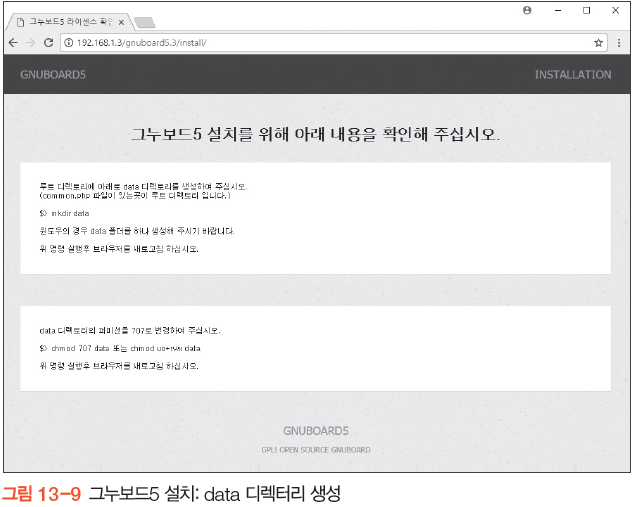 그누보드5 라이센스 확인
192.168.1.3/gnuboard5.3/install/
GNUBOARD5
INSTALLATION
그누보드5 설치를 위해 아래 내용을 확인해 주십시오.
루트 디렉토리에 아래로 data 디렉토리를 생성하여 주십시오.
(common.php 파일이 있는곳이 루트 디렉토리 입니다.)
$> mkdir data
윈도우의 경우 data 폴더를 하나 생성해 주시기 바랍니다.
위 명령 실행후 브라우저를 새로고침 하십시오.
data 디렉토리의 퍼미션을 707로 변경하여 주십시오.
$> chmod 707 data 또는 chmod uo+rwx data
위 명령 실행후 브라우저를 새로고침 하십시오.
GNUBOARD5
GPL! OPEN SOURCE GNUBOARD
그림 13-9 그누보드5 설치: data 디렉터리 생성